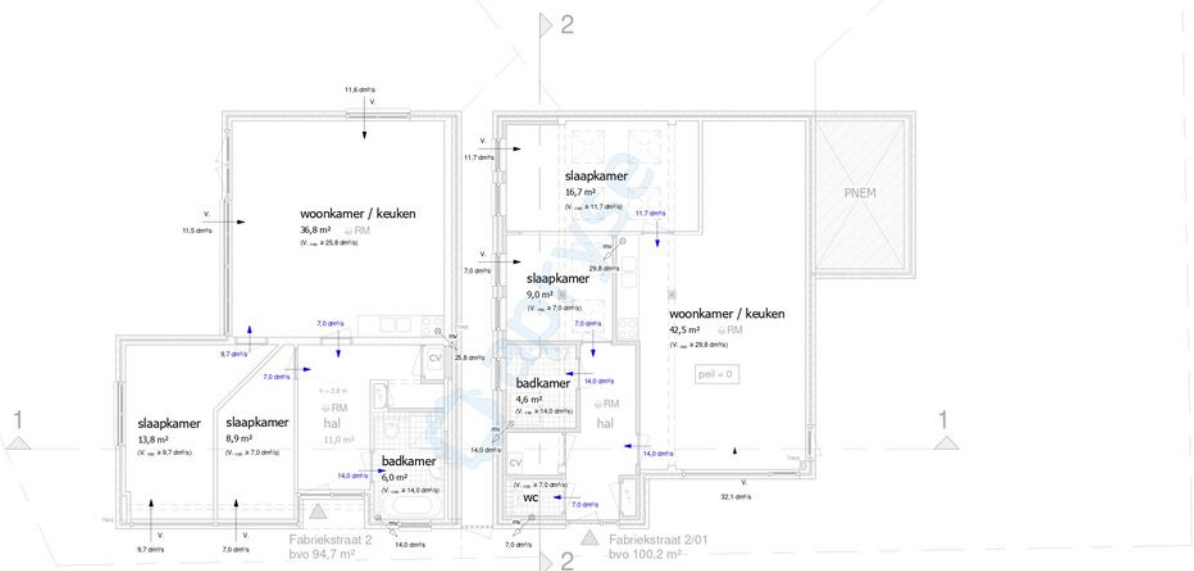 2
11,6 dm³/s
V.
V.
11,7 dm³/s
slaapkamer
16,7 m²
(V. ≥ 11,7 dm³/s)
PNEM
woonkamer / keuken
36,8 m² RM
(V. ≥ 25,8 dm³/s)
V.
11,5 dm³/s
11,7 dm³/s
mv
29,8 dm³/s
V.
7,0 dm³/s
slaapkamer
9,0 m²
(V. ≥ 7,0 dm³/s)
woonkamer / keuken
42,5 m² RM
(V. ≥ 29,8 dm³/s)
7,0 dm³/s
7,0 dm³/s
mv
25,8 dm³/s
9,7 dm³/s
CV
7,0 dm³/s
peil = 0
badkamer
4,6 m²
(V. ≥ 14,0 dm³/s)
14,0 dm³/s
v = 2,8 m
RM
hal
11,0 m²
RM
hal
1
slaapkamer
13,8 m²
(V. ≥ 9,7 dm³/s)
slaapkamer
8,9 m²
(V. ≥ 7,0 dm³/s)
mv
14,0 dm³/s
14,0 dm³/s
1
badkamer
6,0 m²
(V. ≥ 14,0 dm³/s)
14,0 dm³/s
CV
(V. ≥ 7,0 dm³/s)
wc
7,0 dm³/s
V.
32,1 dm³/s
V.
9,7 dm³/s
V.
7,0 dm³/s
mv
14,0 dm³/s
mv
7,0 dm³/s
Fabriekstraat 2
bvo 94,7 m²
Fabriekstraat 2/01
bvo 100,2 m²
2
apryse